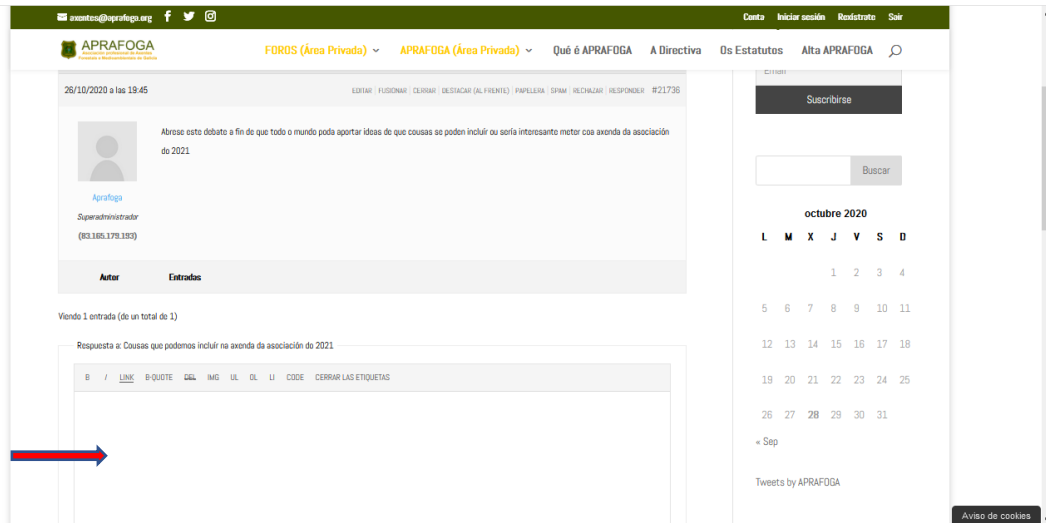 axentes@aprafoga.org
Conta Iniciar sesión Rexístrate Sair
APRAFOGA
FOROS (Área Privada) APRAFOGA (Área Privada) Qué é APRAFOGA A Directiva Os Estatutos Alta APRAFOGA
Email
Suscribirse
26/10/2020 a las 19:45
EDITAR | FUSIONAR | CERRAR | DESTACAR (AL FRENTE) | PAPELERA | SPAM | RECHAZAR | RESPONDER #21736
Abrese este debate a fin de que todo o mundo poda aportar ideas de que cousas se poden incluír ou sería interesante meter coa axenda da asociación
do 2021
Aprafoga
Superadministrador
(83.165.179.193)
Autor Entradas
Viendo 1 entrada (de un total de 1)
Respuesta a: Cousas que podemos incluír na axenda da asociación do 2021
B I LINK B-QUOTE DEL IMG UL OL LI CODE CERRAR LAS ETIQUETAS
Buscar
octubre 2020
L M X J V S D
1 2 3 4
5 6 7 8 9 10 11
12 13 14 15 16 17 18
19 20 21 22 23 24 25
26 27 28 29 30 31
« Sep
Tweets by APRAFOGA
Aviso de cookies